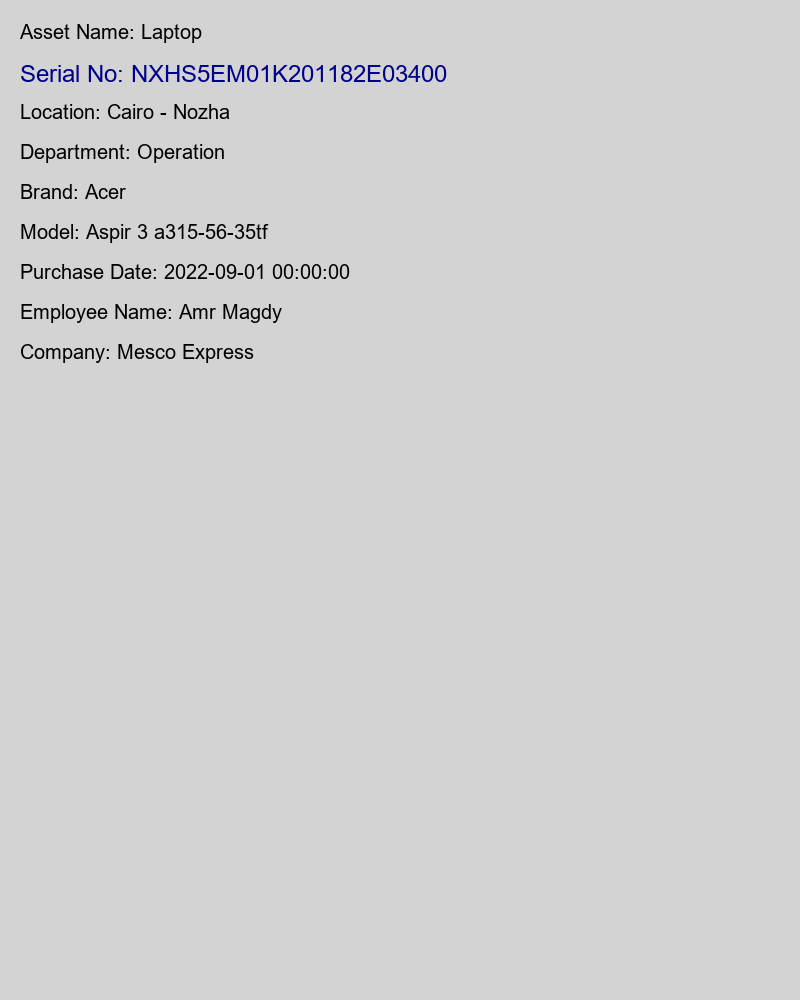 Asset Name: Laptop
Serial No: NXHS5EM01K201182E03400
Location: Cairo - Nozha
Department: Operation
Brand: Acer
Model: Aspir 3 a315-56-35tf
Purchase Date: 2022-09-01 00:00:00
Employee Name: Amr Magdy
Company: Mesco Express